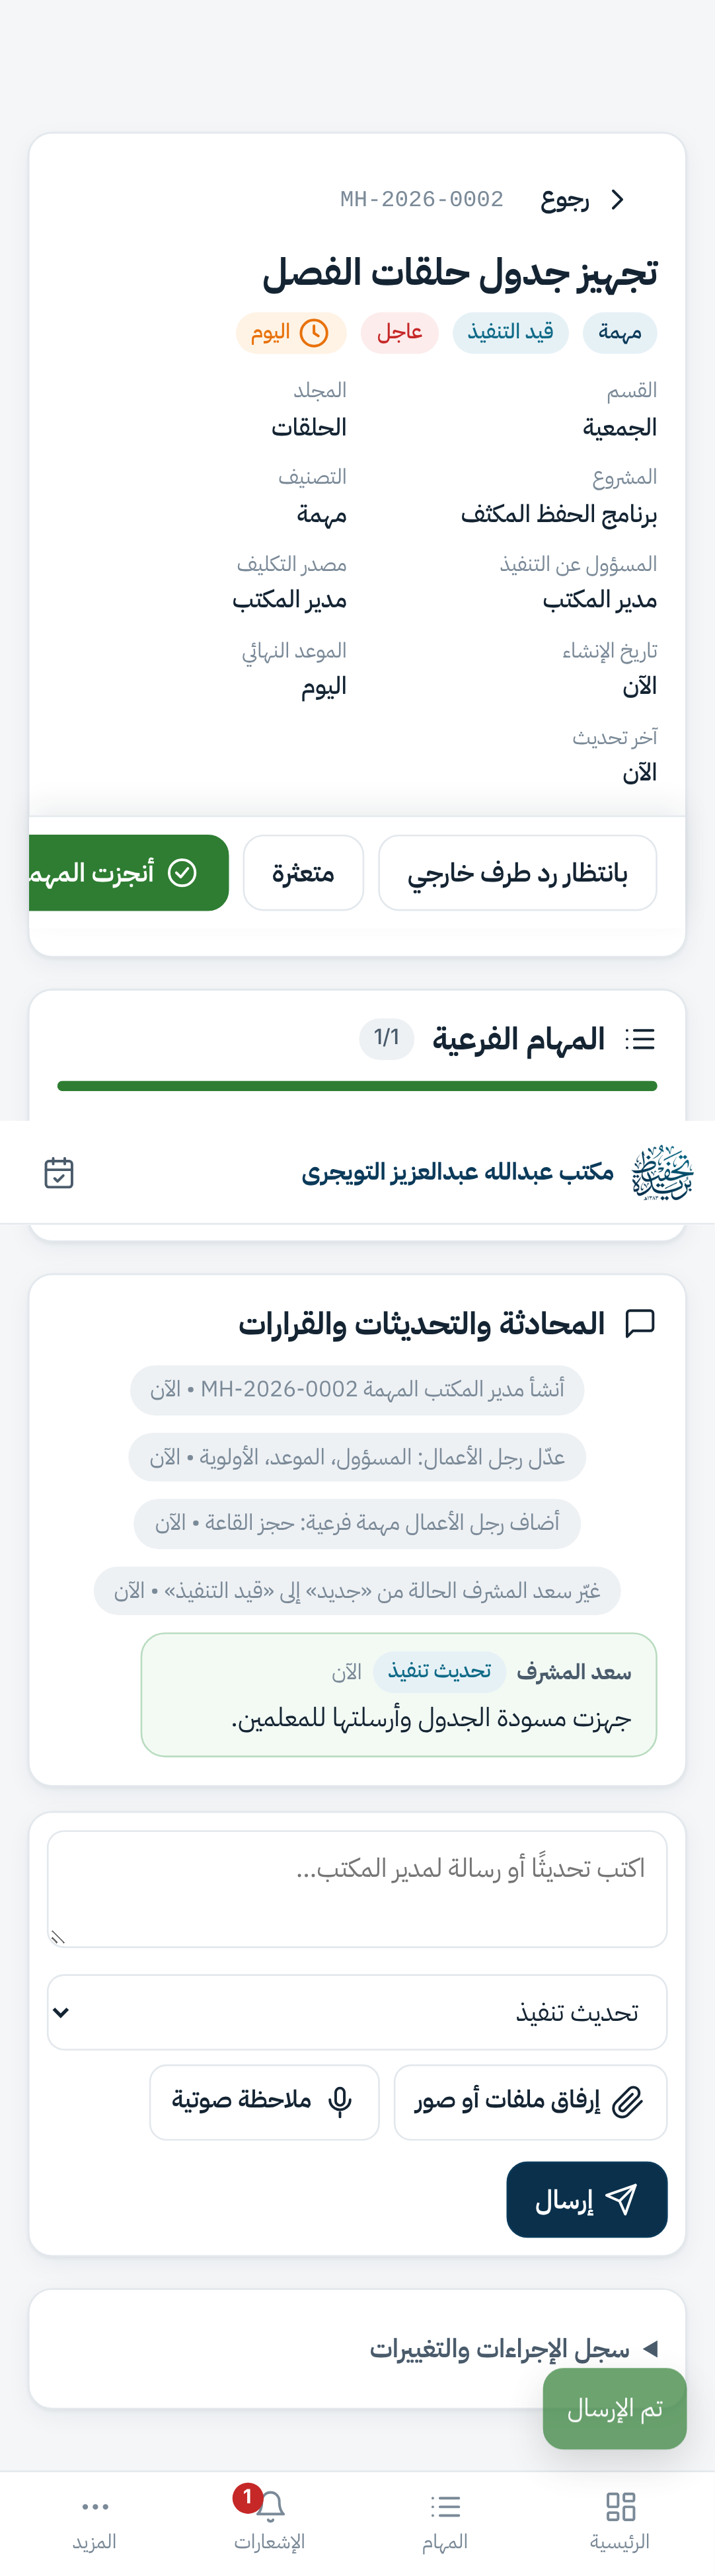 رجوع MH-2026-0002
تجهيز جدول حلقات الفصل
مهمة قيد التنفيذ عاجل اليوم
القسم المجلد
الجمعية الحلقات
المشروع التصنيف
برنامج الحفظ المكثف مهمة
المسؤول عن التنفيذ مصدر التكليف
مدير المكتب مدير المكتب
تاريخ الإنشاء الموعد النهائي
الآن اليوم
آخر تحديث
الآن
بانتظار رد طرف خارجي متعثرة أنجزت المهم
المهام الفرعية 1/1
مكتب عبدالله عبدالعزيز التويجري
المحادثة والتحديثات والقرارات
أنشأ مدير المكتب المهمة MH-2026-0002 • الآن
عدّل رجل الأعمال: المسؤول، الموعد، الأولوية • الآن
أضاف رجل الأعمال مهمة فرعية: حجز القاعة • الآن
غيّر سعد المشرف الحالة من «جديد» إلى «قيد التنفيذ» • الآن
سعد المشرف تحديث تنفيذ الآن
جهزت مسودة الجدول وأرسلتها للمعلمين.
اكتب تحديثًا أو رسالة لمدير المكتب...
تحديث تنفيذ
إرفاق ملفات أو صور ملاحظة صوتية
إرسال
سجل الإجراءات والتغييرات
تم الإرسال
1
الرئيسية المهام الإشعارات المزيد